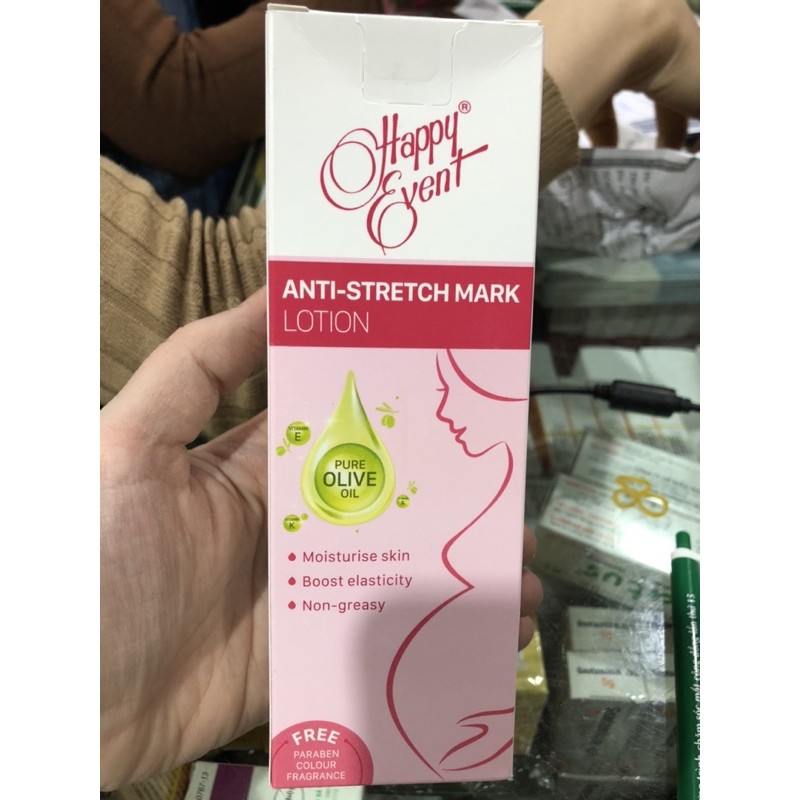 Happy®
Event
ANTI-STRETCH MARK
LOTION
VITAMIN
E
PURE
OLIVE
OIL
K
Moisturise skin
Boost elasticity
Non-greasy
FREE
PARABEN
COLOUR
FRAGRANCE
5g